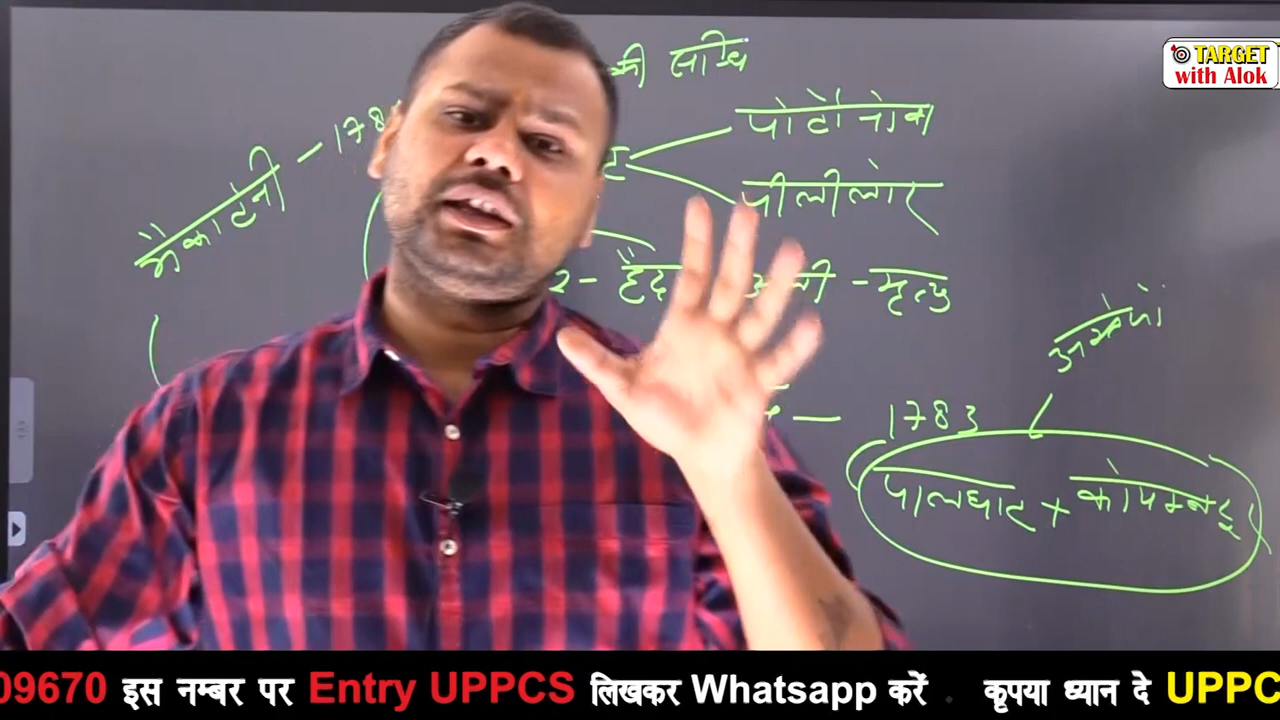 TARGET
with Alok
की सन्धि
मैकार्टनी - 178
पोर्टोनोवा
पोलीलोर
2 - हैद अली - मृत्यु
अंग्रेजों
— 1783
पालघाट + कोयम्बटू
09670 इस नम्बर पर Entry UPPCS लिखकर Whatsapp करें . कृपया ध्यान दे UPPC